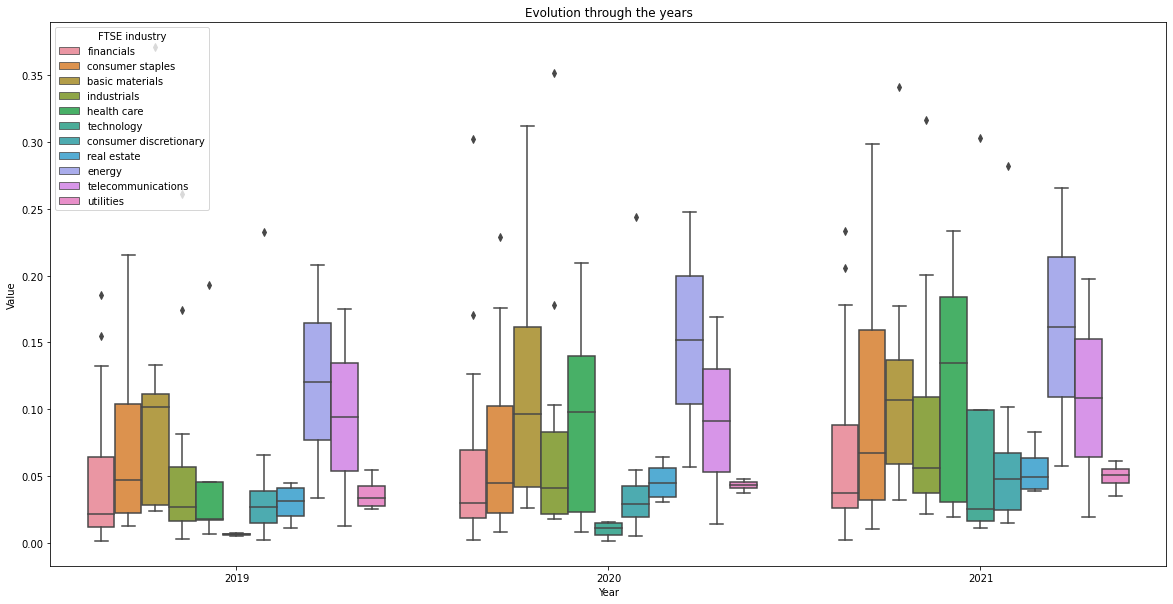 Evolution through the years
FTSE industry
financials
consumer staples
basic materials
industrials
health care
technology
consumer discretionary
real estate
energy
telecommunications
utilities
0.35
0.30
0.25
0.20
0.15
0.10
0.05
0.00
Value
2019
2020
2021
Year